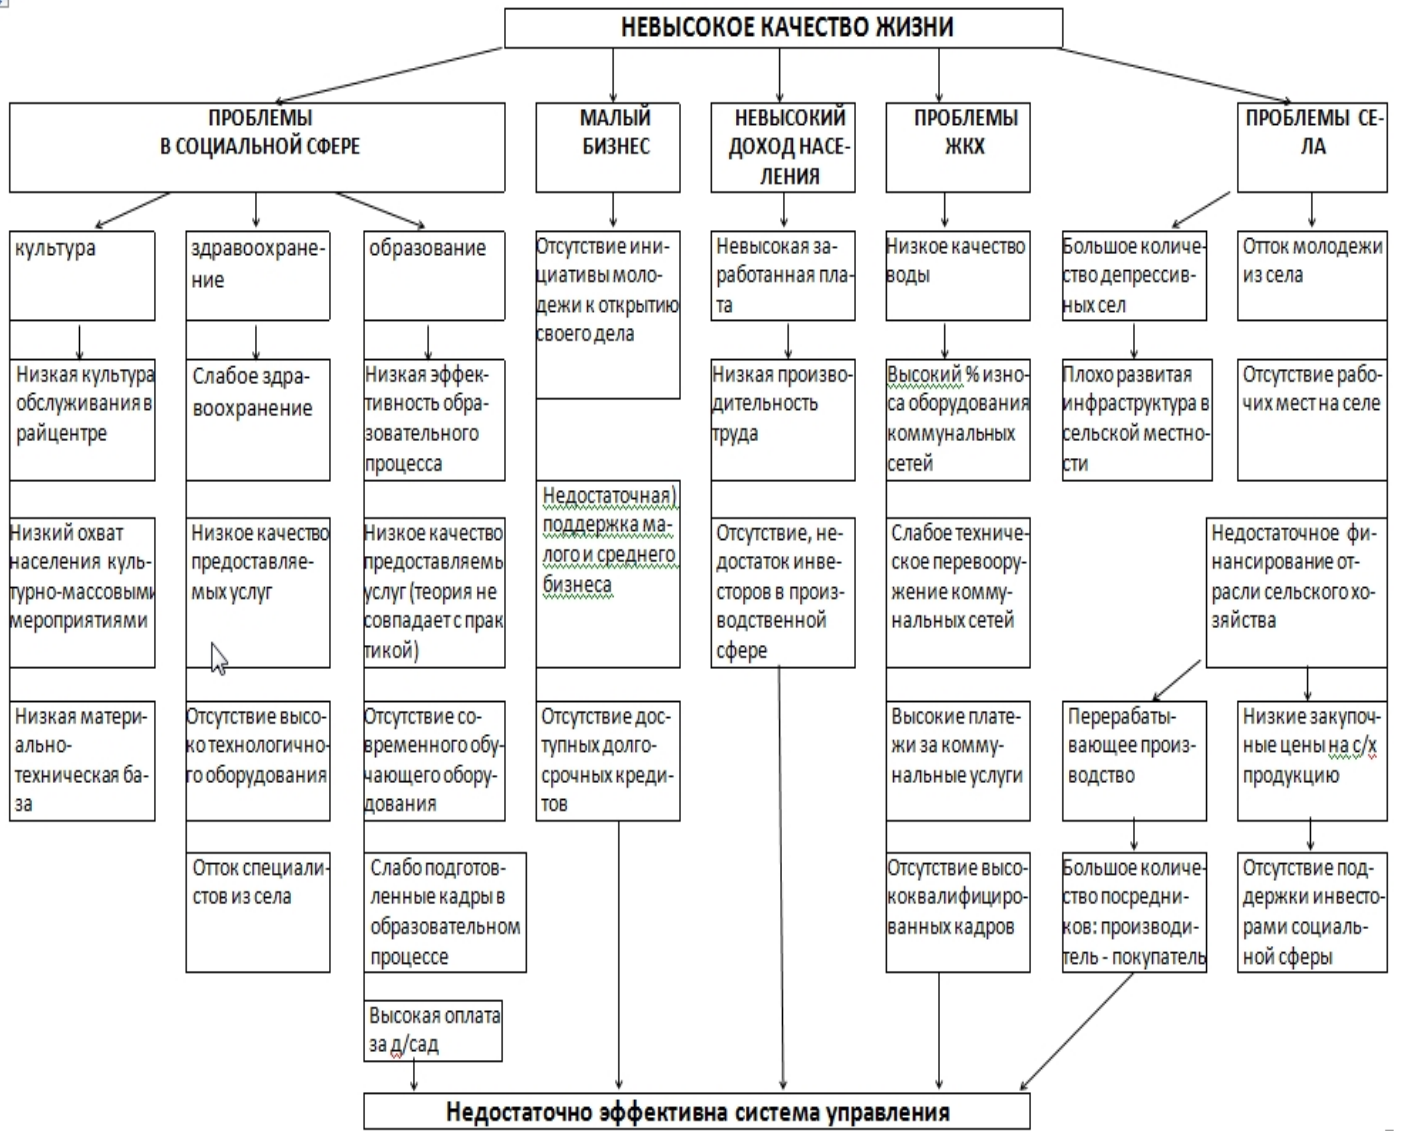 НЕВЫСОКОЕ КАЧЕСТВО ЖИЗНИ
ПРОБЛЕМЫ
В СОЦИАЛЬНОЙ СФЕРЕ
МАЛЫЙ
БИЗНЕС
НЕВЫСОКИЙ
ДОХОД НАСЕ-
ЛЕНИЯ
ПРОБЛЕМЫ
ЖКХ
ПРОБЛЕМЫ СЕ-
ЛА
культура
здравоохране-
ние
образование
Отсутствие ини-
циативы моло-
дежи к открытию
своего дела
Невысокая за-
работанная пла-
та
Низкое качество
воды
Большое количе-
ство депрессив-
ных сел
Отток молодежи
из села
Низкая культура
обслуживания в
райцентре
Слабое здра-
воохранение
Низкая эффек-
тивность обра-
зовательного
процесса
Низкая произво-
дительность
труда
Высокий % изно-
са оборудования
коммунальных
сетей
Плохо развитая
инфраструктура в
сельской местно-
сти
Отсутствие рабо-
чих мест на селе
Низкий охват
населения куль-
турно-массовыми
мероприятиями
Низкое качество
предоставляе-
мых услуг
Низкое качество
предоставляемь
услуг (теория не
совпадает с прак
тикой)
Недостаточная)
поддержка ма-
лого и среднего
бизнеса
Отсутствие, не-
достаток инве-
сторов в произ-
водственной
сфере
Слабое техниче-
ское перевоору-
жение комму-
нальных сетей
Недостаточное фи-
нансирование от-
расли сельского хо-
зяйства
Низкая матери-
ально-
техническая ба-
за
Отсутствие высо-
ко технологично-
го оборудования
Отсутствие со-
временного обу-
чающего обору-
дования
Отсутствие дос-
тупных долго-
срочных креди-
тов
Высокие плате-
жи за комму-
нальные услуги
Перерабаты-
вающее произ-
водство
Низкие закупоч-
ные цены на с/х
продукцию
Отток специали-
стов из села
Слабо подготов-
ленные кадры в
образовательном
процессе
Отсутствие высо-
коквалифициро-
ванных кадров
Большое количе-
ство посредни-
ков: производи-
тель - покупатель
Отсутствие под-
держки инвесто-
рами социаль-
ной сферы
Высокая оплата
за д/сад
Недостаточно эффективна система управления